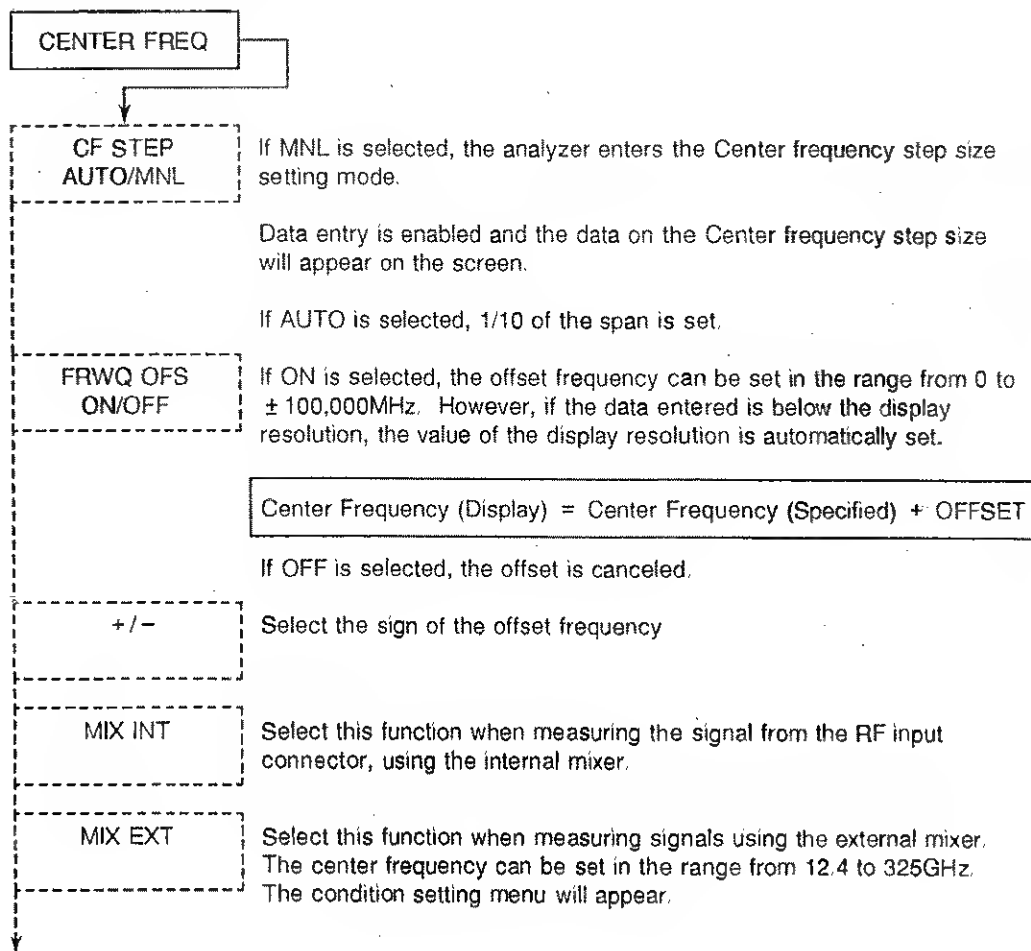 CENTER FREQ
CF STEP
AUTO/MNL
If MNL is selected, the analyzer enters the Center frequency step size
setting mode.
Data entry is enabled and the data on the Center frequency step size
will appear on the screen.
If AUTO is selected, 1/10 of the span is set.
FRWQ OFS
ON/OFF
If ON is selected, the offset frequency can be set in the range from 0 to
± 100,000MHz. However, if the data entered is below the display
resolution, the value of the display resolution is automatically set.
Center Frequency (Display) = Center Frequency (Specified) + OFFSET
If OFF is selected, the offset is canceled.
+/−
Select the sign of the offset frequency
MIX INT
Select this function when measuring the signal from the RF input
connector, using the internal mixer.
MIX EXT
Select this function when measuring signals using the external mixer.
The center frequency can be set in the range from 12.4 to 325GHz.
The condition setting menu will appear.